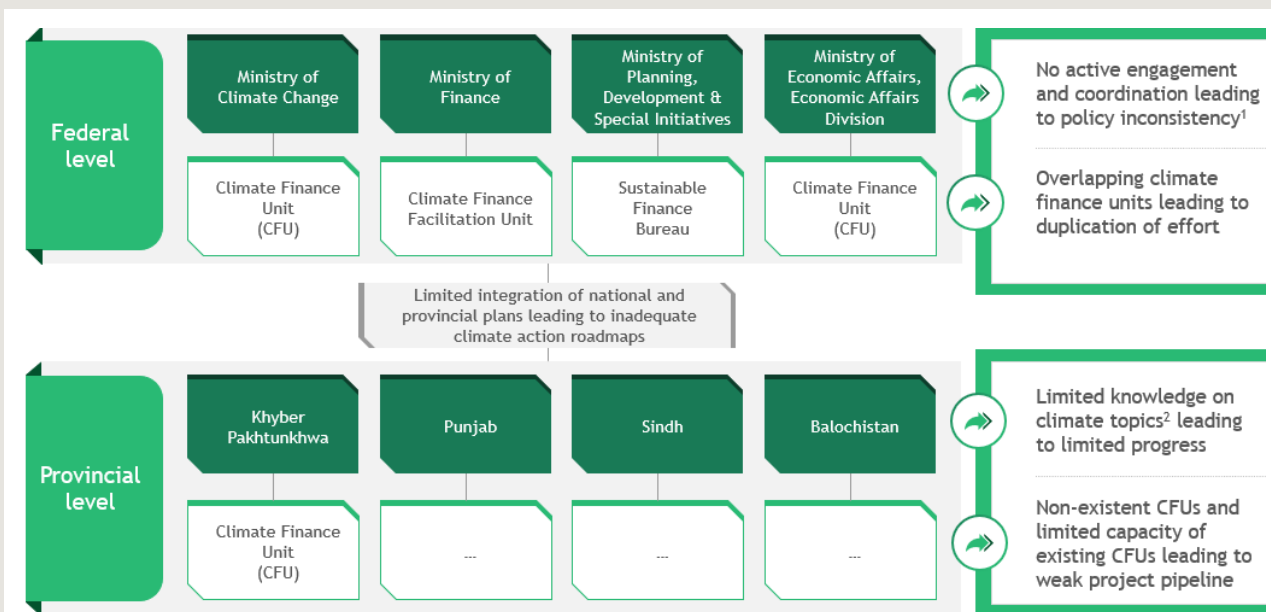 Federal
level
Ministry of
Climate Change
Ministry of
Finance
Ministry of
Planning,
Development &
Special Initiatives
Ministry of
Economic Affairs,
Economic Affairs
Division
Climate Finance
Unit
(CFU)
Climate Finance
Facilitation Unit
Sustainable
Finance
Bureau
Climate Finance
Unit
(CFU)
No active engagement
and coordination leading
to policy inconsistency¹
Overlapping climate
finance units leading to
duplication of effort
Limited integration of national and
provincial plans leading to inadequate
climate action roadmaps
Provincial
level
Khyber
Pakhtunkhwa
Punjab
Sindh
Balochistan
Climate Finance
Unit
(CFU)
---
---
---
Limited knowledge on
climate topics² leading
to limited progress
Non-existent CFUs and
limited capacity of
existing CFUs leading to
weak project pipeline